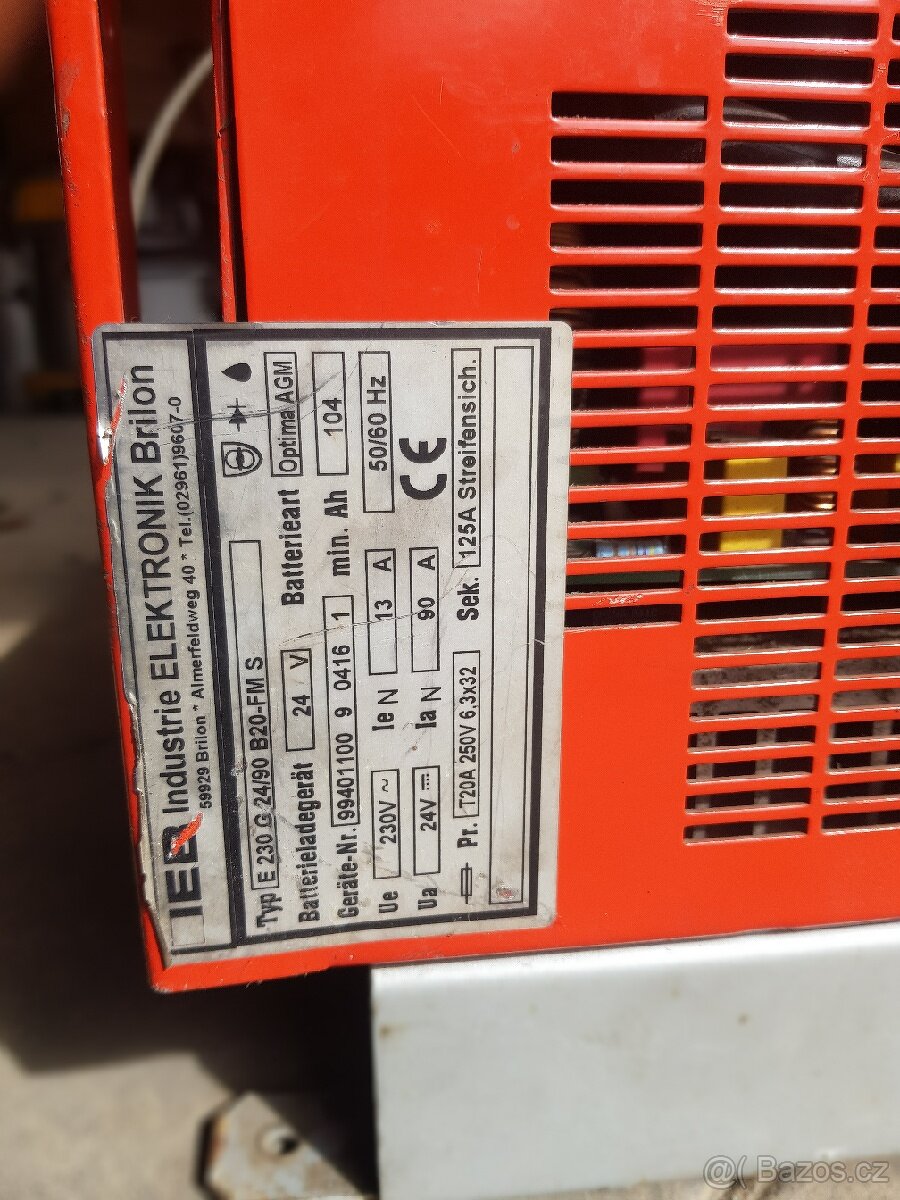 IEB Industrie ELEKTRONIK Brilon
59929 Brilon * Almerfeldweg 40 * Tel.(02961)9607-0
Typ E 230 G 24/90 B20-FM S
Batterieladegerät 24 V Batterieart Optima AGM
Geräte-Nr. 99401100 9 0416 1 min. Ah 104
Ue 230V ~ Ie N 13 A 50/60 Hz
Ua 24V Ia N 90 A CE
Pr. T20A 250V 6,3x32 Sek. 125A Streifensich.
@( Bazos.cz